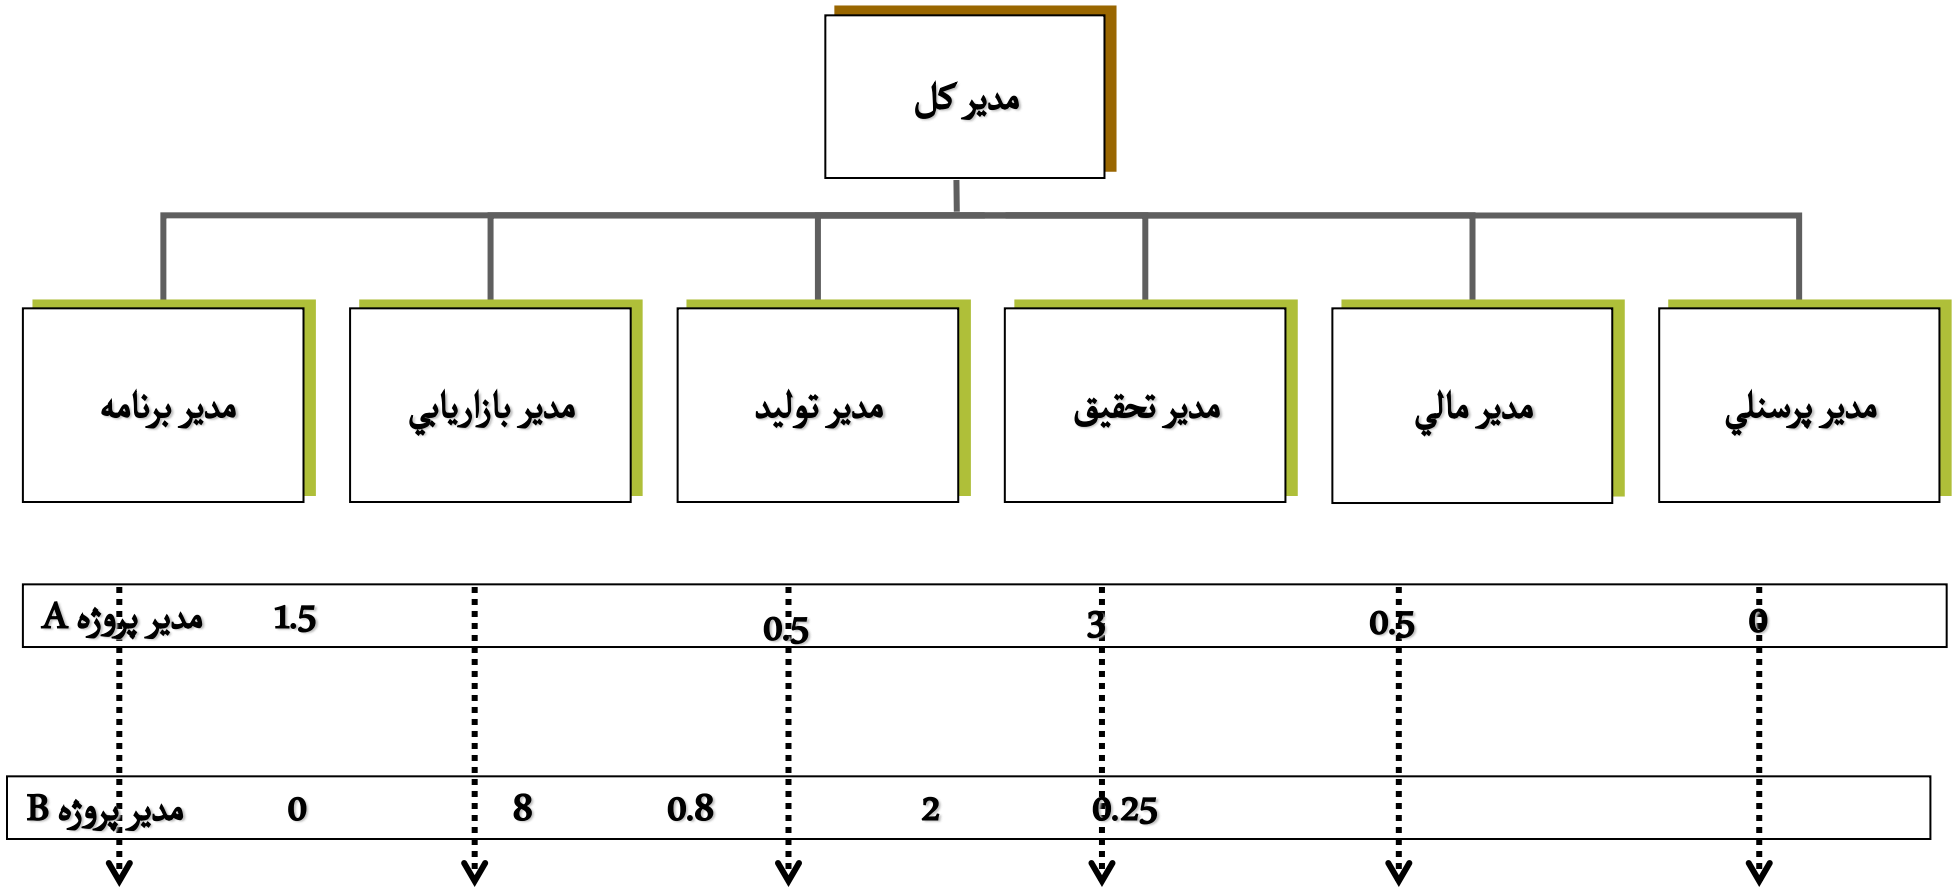 مدير كل
مدير پرسنلي
مدير مالي
مدير تحقيق
مدير توليد
مدير بازاريابي
مدير برنامه
مدير پروژه A 1.5 0.5 3 0.5 0
مدير پروژه B 0 8 0.8 2 0.25